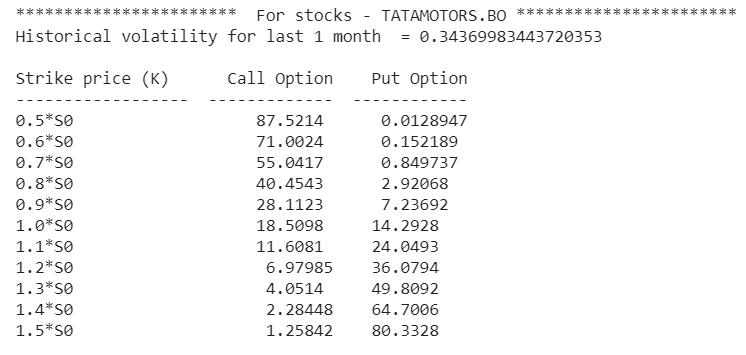 *********************** For stocks - TATAMOTORS.BO ***********************
Historical volatility for last 1 month = 0.34369983443720353
Strike price (K) Call Option Put Option
------------------ ------------- ------------
0.5*S0 87.5214 0.0128947
0.6*S0 71.0024 0.152189
0.7*S0 55.0417 0.849737
0.8*S0 40.4543 2.92068
0.9*S0 28.1123 7.23692
1.0*S0 18.5098 14.2928
1.1*S0 11.6081 24.0493
1.2*S0 6.97985 36.0794
1.3*S0 4.0514 49.8092
1.4*S0 2.28448 64.7006
1.5*S0 1.25842 80.3328